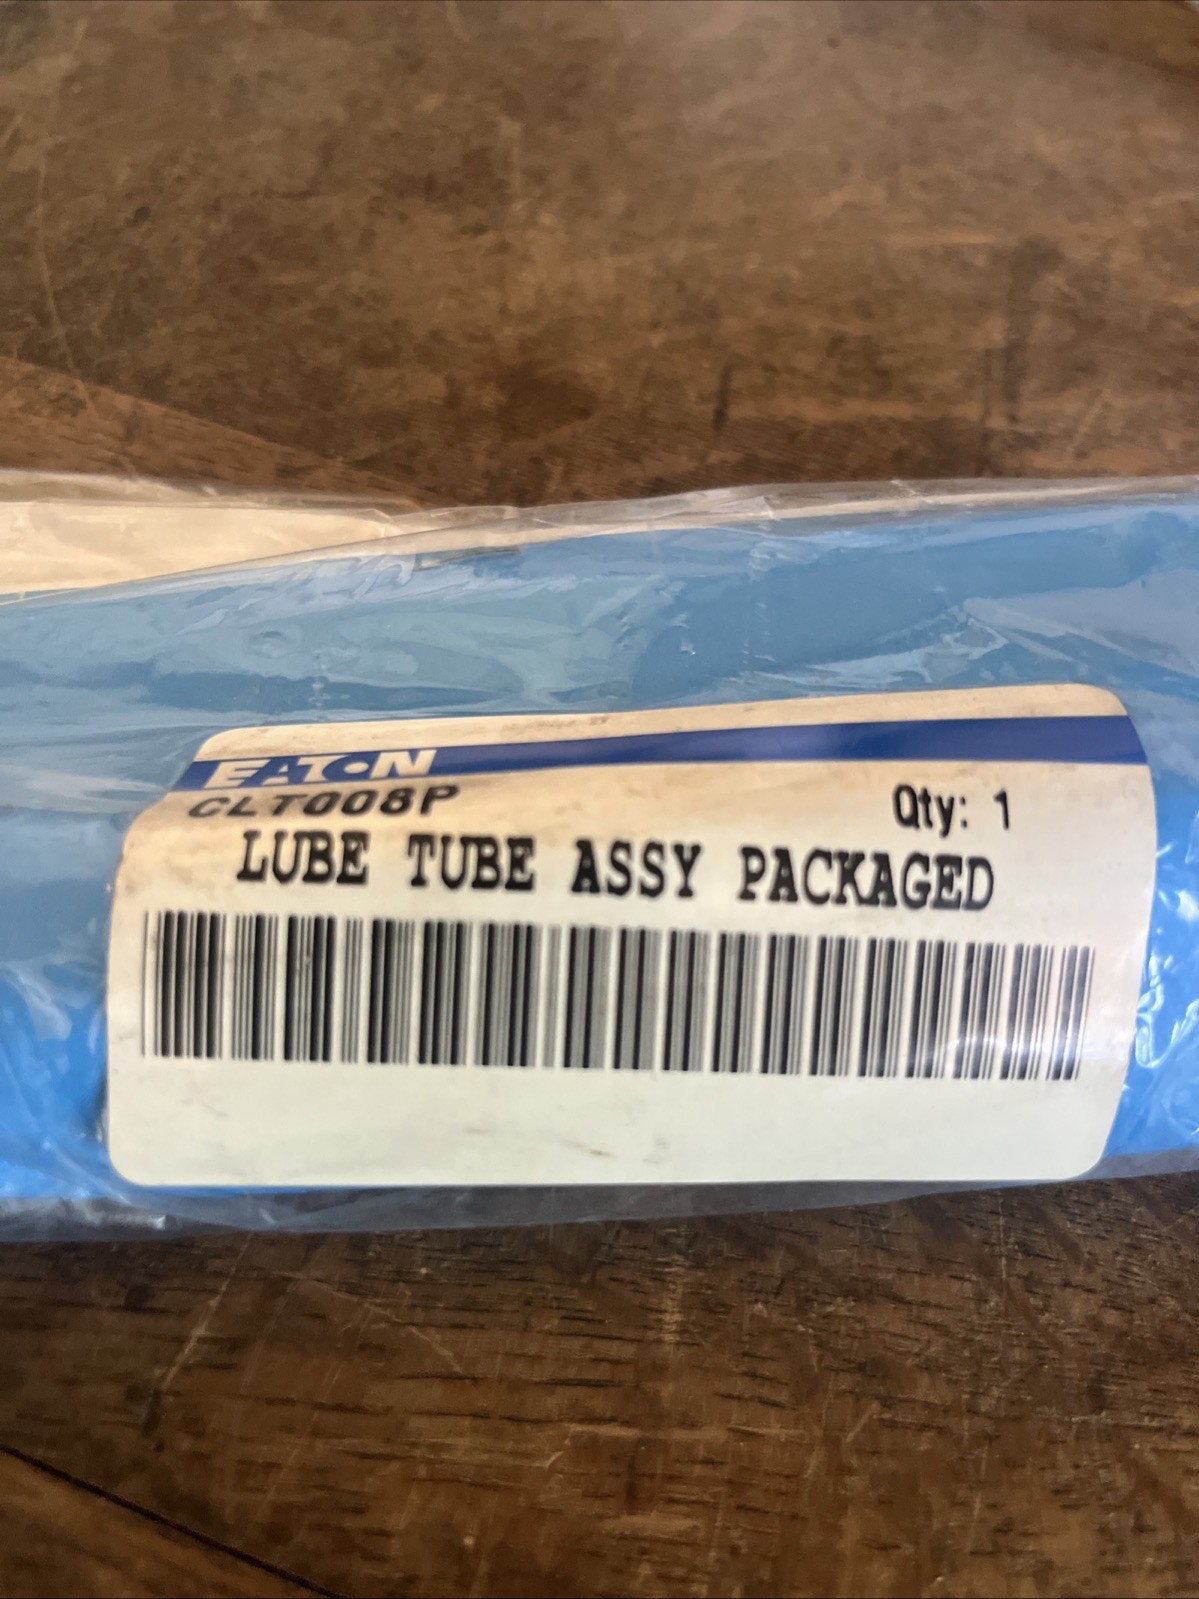 EATON
CLT008P
Qty: 1
LUBE TUBE ASSY PACKAGED